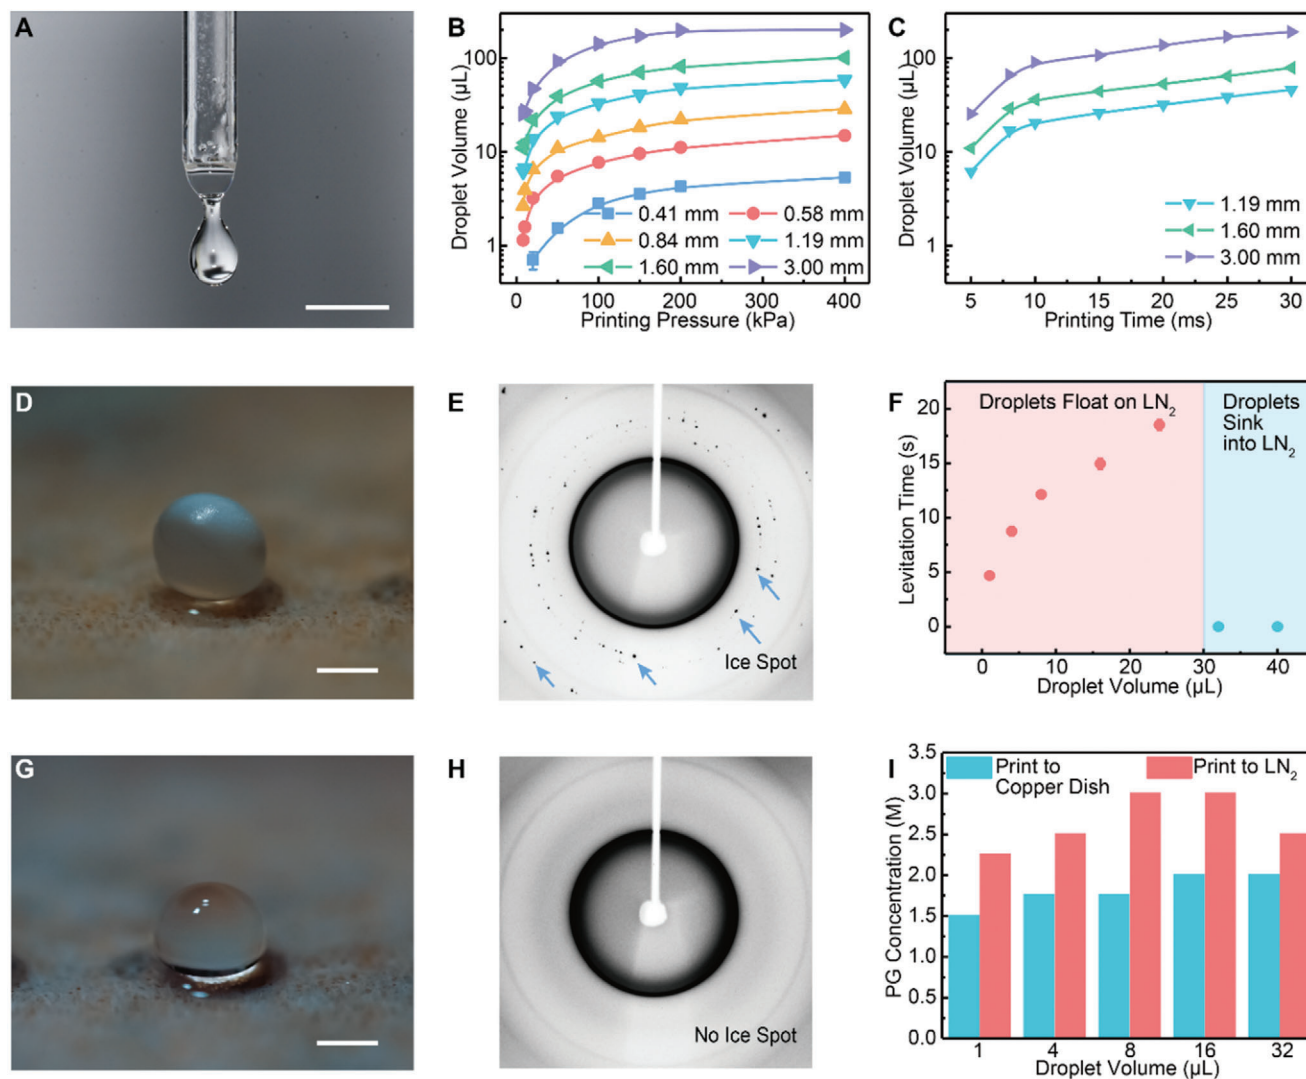 A
B
Droplet Volume (µL)
100
10
1
0.41 mm
0.58 mm
0.84 mm
1.19 mm
1.60 mm
3.00 mm
0
100
200
300
400
Printing Pressure (kPa)
C
Droplet Volume (µL)
100
10
1
1.19 mm
1.60 mm
3.00 mm
5
10
15
20
25
30
Printing Time (ms)
D
E
Ice Spot
F
Levitation Time (s)
20
15
10
5
0
Droplets Float on LN₂
Droplets
Sink
into LN₂
0
10
20
30
40
Droplet Volume (µL)
G
H
No Ice Spot
I
PG Concentration (M)
3.5
3.0
2.5
2.0
1.5
1.0
0.5
0.0
Print to
Copper Dish
Print to LN₂
1
4
8
16
32
Droplet Volume (µL)